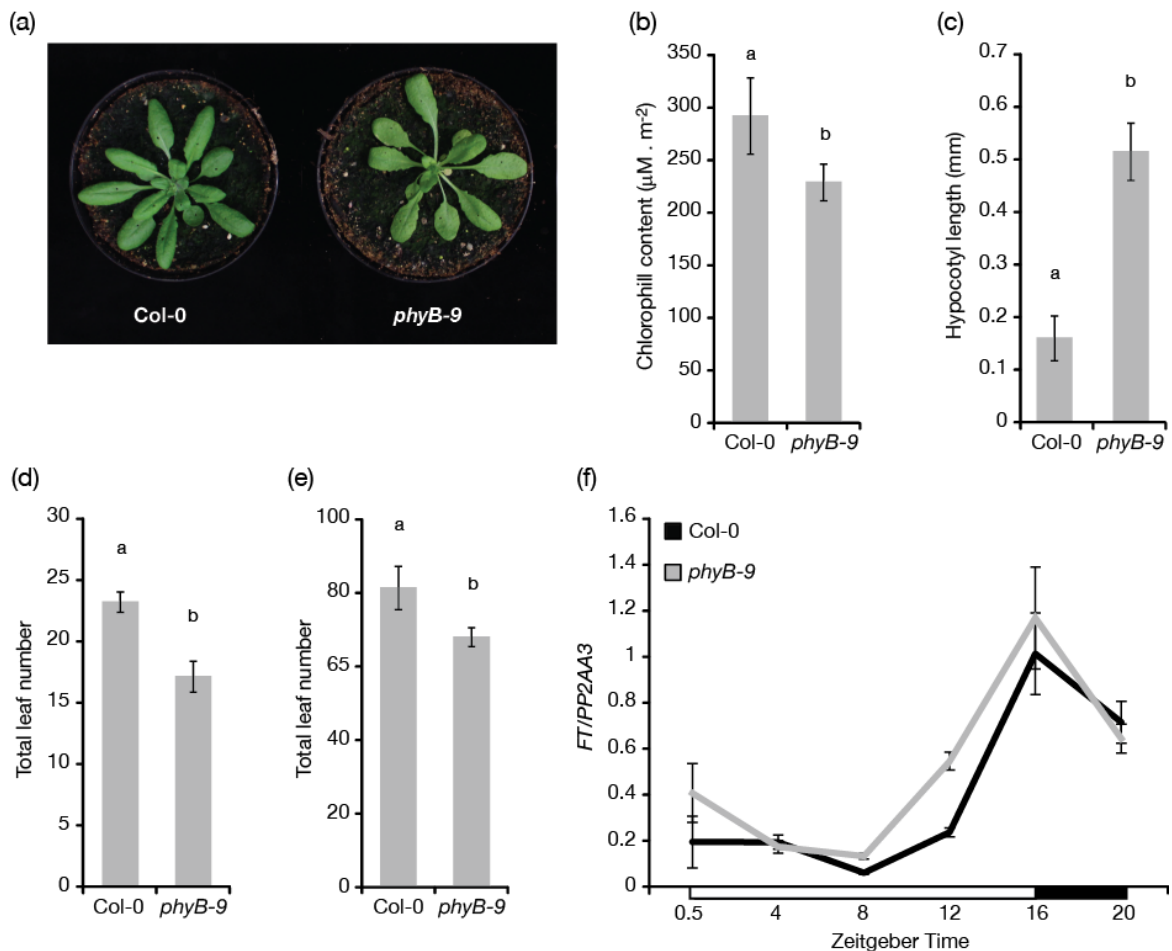 (a)
Col-0
phyB-9
(b)
Chlorophill content (μM . m-2)
350
300
250
200
250
100
50
0
a
b
Col-0
phyB-9
(c)
Hypocotyl length (mm)
0.7
0.6
0.5
0.4
0.3
0.2
0.1
0
a
b
Col-0
phyB-9
(d)
Total leaf number
30
25
23
20
15
13
10
5
0
a
b
Col-0
phyB-9
(e)
Total leaf number
100
80
65
80
40
20
0
a
b
Col-0
phyB-9
(f)
Col-0
phyB-9
FT/PP2AA3
1.6
1.4
1.2
1
0.8
0.6
0.4
0.2
0
0.5
4
8
12
16
20
Zeitgeber Time